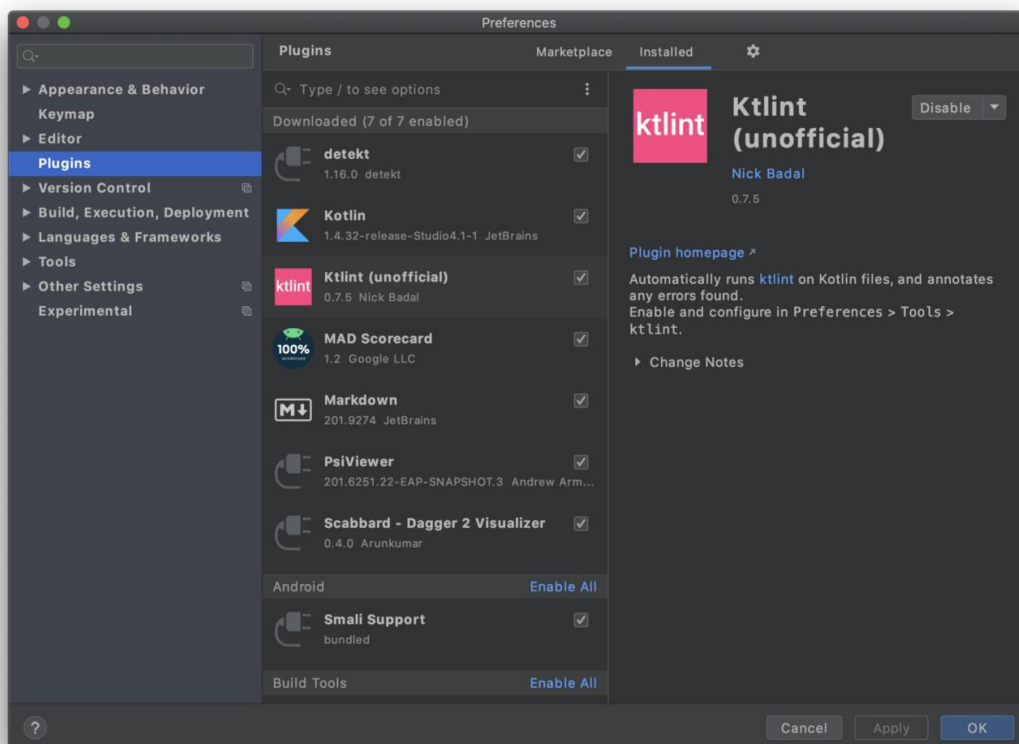 Preferences
Plugins
Marketplace
Installed
Appearance & Behavior
Keymap
Editor
Plugins
Version Control
Build, Execution, Deployment
Languages & Frameworks
Tools
Other Settings
Experimental
Type / to see options
Downloaded (7 of 7 enabled)
detekt
1.16.0 detekt
Kotlin
1.4.32-release-Studio4.1-1 JetBrains
ktlint
Ktlint (unofficial)
0.7.5 Nick Badal
100%
SCORECARD
MAD Scorecard
1.2 Google LLC
M
Markdown
201.9274 JetBrains
PsiViewer
201.6251.22-EAP-SNAPSHOT.3 Andrew Arm...
Scabbard - Dagger 2 Visualizer
0.4.0 Arunkumar
Android Enable All
Smali Support
bundled
Build Tools Enable All
ktlint
Ktlint
(unofficial)
Disable
Nick Badal
0.7.5
Plugin homepage
Automatically runs ktlint on Kotlin files, and annotates
any errors found.
Enable and configure in Preferences > Tools >
ktlint.
Change Notes
?
Cancel
Apply
OK